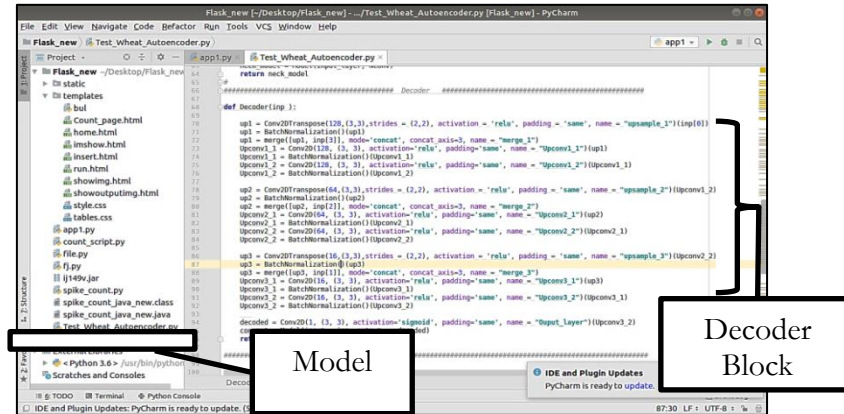 Flask_new [~/Desktop/Flask_new] - .../Test_Wheat_Autoencoder.py [Flask_new] - PyCharm
File Edit View Navigate Code Refactor Run Tools VCS Window Help
Flask_new Test_Wheat_Autoencoder.py app1
Project app1.py Test_Wheat_Autoencoder.py
1: Project
Flask_new ~/Desktop/Flask_new
static
templates
bul
Count_page.html
home.html
imshow.html
insert.html
run.html
showimg.html
showoutputimg.html
style.css
tables.css
app1.py
count_script.py
file.py
fj.py
ij149v.jar
spike_count.py
spike_count_java_new.class
spike_count_java_new.java
Test_Wheat_Autoencoder.py
External Libraries
< Python 3.6 > /usr/bin/python
Scratches and Consoles
Z: Structure
2: Favo
return neck_model
Decoder
def Decoder(inp ):
up1 = Conv2DTranspose(128,(3,3),strides = (2,2), activation = 'relu', padding = 'same', name = "upsample_1")(inp[0])
up1 = BatchNormalization()(up1)
up1 = merge([up1, inp[3]], mode='concat', concat_axis=3, name = "merge_1")
Upconv1_1 = Conv2D(128, (3, 3), activation='relu', padding='same', name = "Upconv1_1")(up1)
Upconv1_1 = BatchNormalization()(Upconv1_1)
Upconv1_2 = Conv2D(128, (3, 3), activation='relu', padding='same', name = "Upconv1_2")(Upconv1_1)
Upconv1_2 = BatchNormalization()(Upconv1_2)
up2 = Conv2DTranspose(64,(3,3),strides = (2,2), activation = 'relu', padding = 'same', name = "upsample_2")(Upconv1_2)
up2 = BatchNormalization()(up2)
up2 = merge([up2, inp[2]], mode='concat', concat_axis=3, name = "merge_2")
Upconv2_1 = Conv2D(64, (3, 3), activation='relu', padding='same', name = "Upconv2_1")(up2)
Upconv2_1 = BatchNormalization()(Upconv2_1)
Upconv2_2 = Conv2D(64, (3, 3), activation='relu', padding='same', name = "Upconv2_2")(Upconv2_1)
Upconv2_2 = BatchNormalization()(Upconv2_2)
up3 = Conv2DTranspose(16,(3,3),strides = (2,2), activation = 'relu', padding = 'same', name = "upsample_3")(Upconv2_2)
87 up3 = BatchNormalization()(up3)
up3 = merge([up3, inp[1]], mode='concat', concat_axis=3, name = "merge_3")
Upconv3_1 = Conv2D(16, (3, 3), activation='relu', padding='same', name = "Upconv3_1")(up3)
Upconv3_1 = BatchNormalization()(Upconv3_1)
Upconv3_2 = Conv2D(16, (3, 3), activation='relu', padding='same', name = "Upconv3_2")(Upconv3_1)
Upconv3_2 = BatchNormalization()(Upconv3_2)
decoded = Conv2D(1, (3, 3), activation='sigmoid', padding='same', name = "Ouput_layer")(Upconv3_2)
Model
Decoder
Block
IDE and Plugin Updates
PyCharm is ready to update.
6: TODO Terminal Python Console
IDE and Plugin Updates: PyCharm is ready to update. 87:30 LF UTF-8